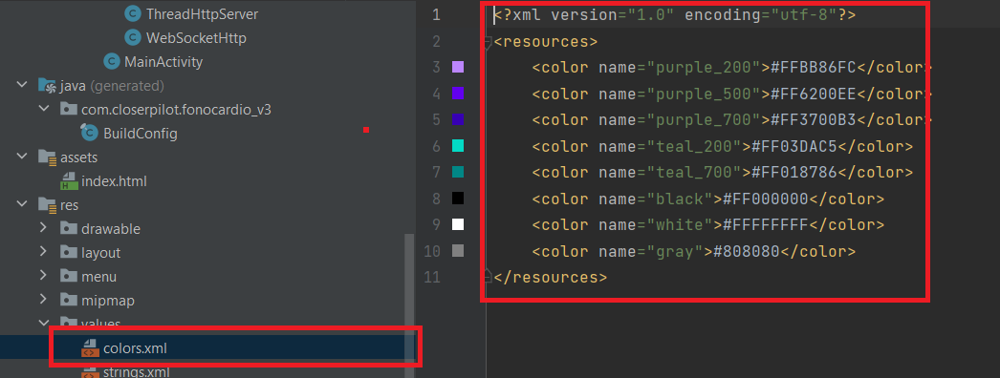 ThreadHttpServer
WebSocketHttp
MainActivity
java (generated)
com.closerpilot.fonocardio_v3
BuildConfig
assets
index.html
res
drawable
layout
menu
mipmap
values
colors.xml
strings.xml
1 <?xml version="1.0" encoding="utf-8"?>
2 <resources>
3 <color name="purple_200">#FFBB86FC</color>
4 <color name="purple_500">#FF6200EE</color>
5 <color name="purple_700">#FF3700B3</color>
6 <color name="teal_200">#FF03DAC5</color>
7 <color name="teal_700">#FF018786</color>
8 <color name="black">#FF000000</color>
9 <color name="white">#FFFFFFFF</color>
10 <color name="gray">#808080</color>
11 </resources>